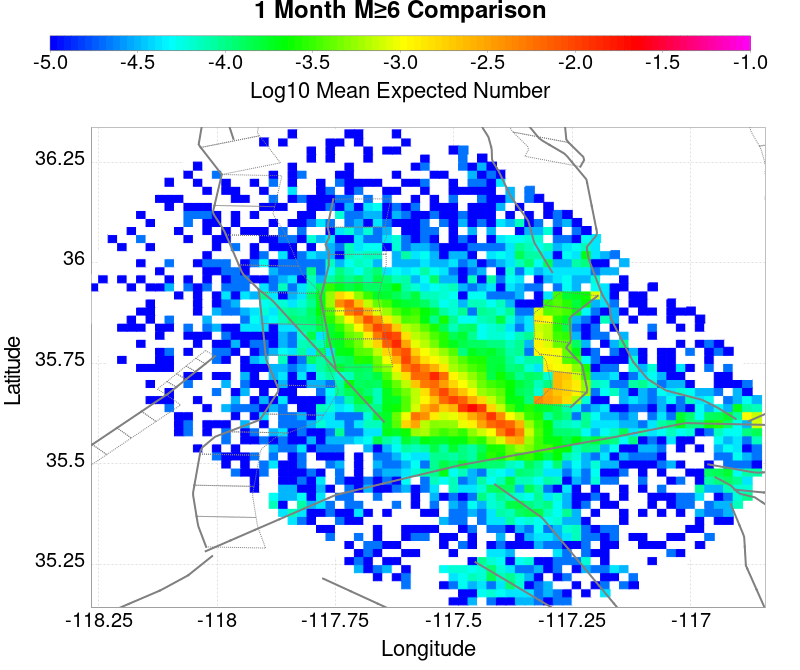 1 Month M≥6 Comparison
-5.0 -4.5 -4.0 -3.5 -3.0 -2.5 -2.0 -1.5 -1.0
Log10 Mean Expected Number
36.25
36
35.75
35.5
35.25
Latitude
-118.25 -118 -117.75 -117.5 -117.25 -117
Longitude